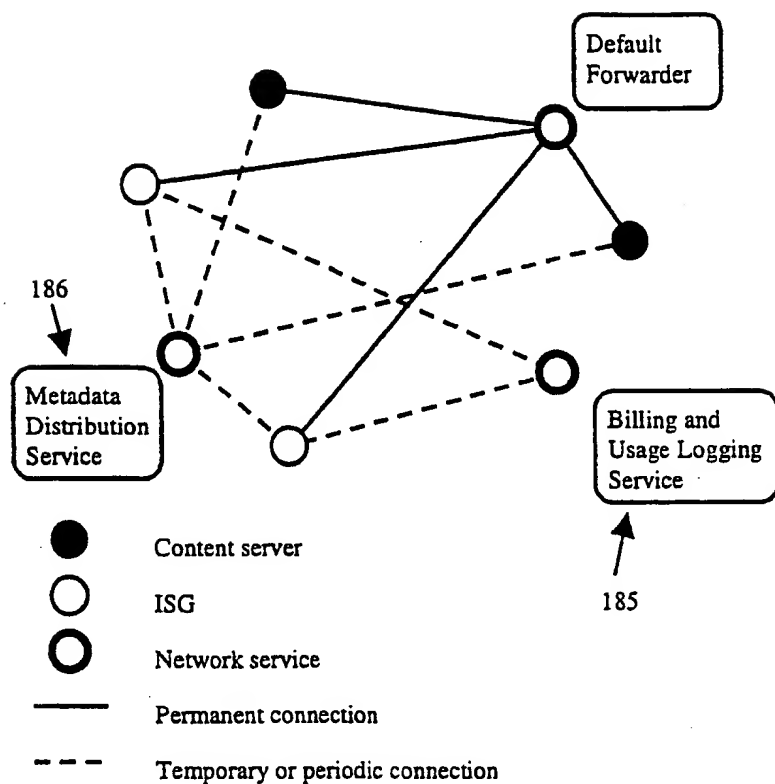 Default
Forwarder
186
Metadada
Distribution
Service
Billing and
Usage Logging
Service
185
Content server
ISG
Network service
Permanent connection
Temporary or periodic connection